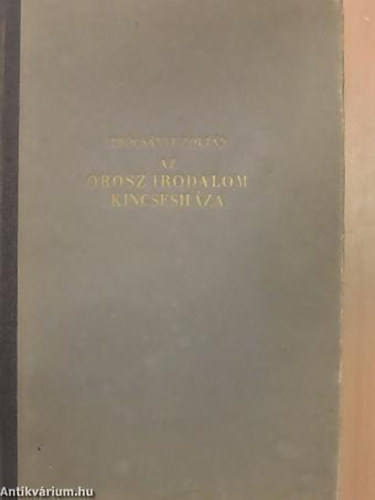 TRÓCSÁNYI ZOLTÁN
AZ
OROSZ IRODALOM
KINCSESHÁZA
Antikvárium.hu